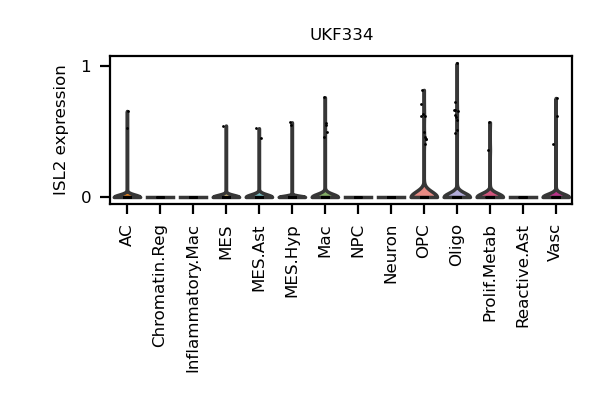 UKF334
ISL2 expression
1
0
AC
Chromatin.Reg
Inflammatory.Mac
MES
MES.Ast
MES.Hyp
Mac
NPC
Neuron
OPC
Oligo
Prolif.Metab
Reactive.Ast
Vasc